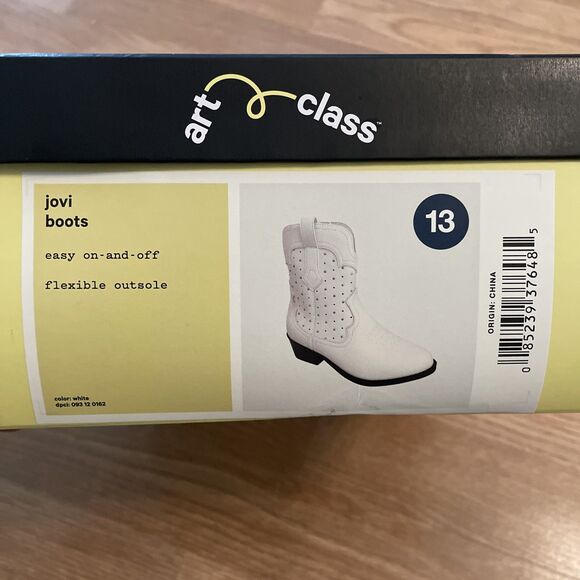 art class™
jovi
boots
easy on-and-off
flexible outsole
color: white
dpci: 093 12 0162
13
ORIGIN: CHINA
0 85239 37648 5